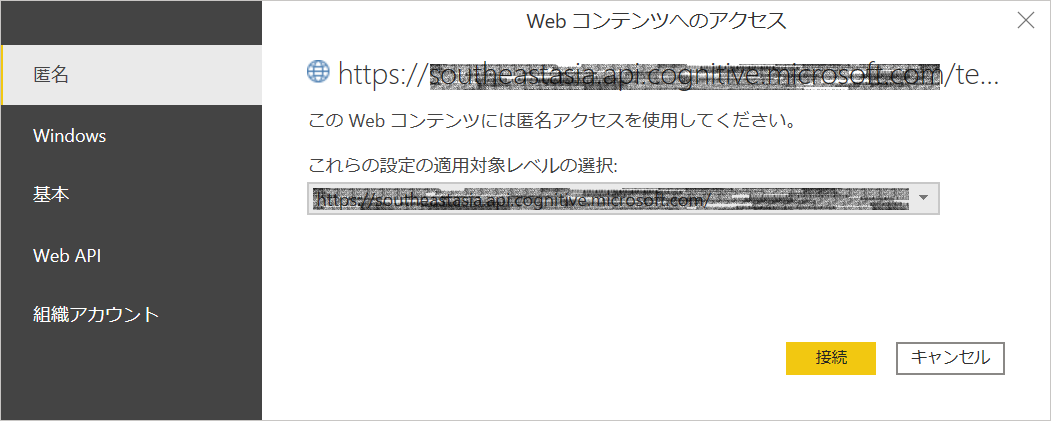 Web コンテンツへのアクセス
匿名
Windows
基本
Web API
組織アカウント
https://southeastasia.api.cognitive.microsoft.com/te...
この Web コンテンツには匿名アクセスを使用してください。
これらの設定の適用対象レベルの選択:
https://southeastasia.api.cognitive.microsoft.com/
接続
キャンセル